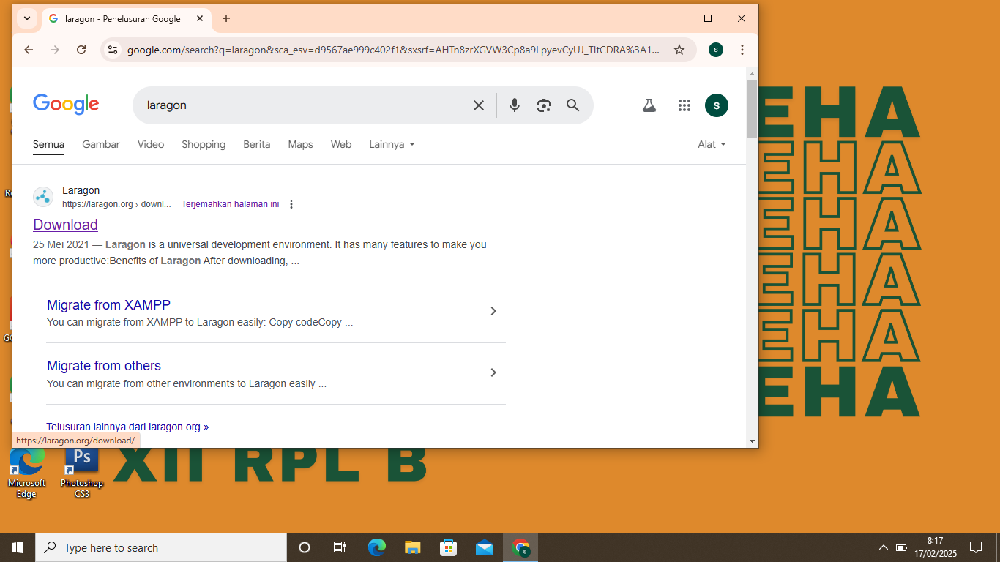 laragon - Penelusuran Google
google.com/search?q=laragon&sca_esv=d9567ae999c402f1&sxsrf=AHTn8zrXGVW3Cp8a9LpyevCyUJ_TltCDRA%3A1...
S
Google
laragon
S
Semua Gambar Video Shopping Berita Maps Web Lainnya Alat
Laragon
https://laragon.org › downl... · Terjemahkan halaman ini
Download
25 Mei 2021 — Laragon is a universal development environment. It has many features to make you
more productive:Benefits of Laragon After downloading, ...
Migrate from XAMPP
You can migrate from XAMPP to Laragon easily: Copy codeCopy ...
Migrate from others
You can migrate from other environments to Laragon easily ...
Telusuran lainnya dari laragon.org »
https://laragon.org/download/
EHA
EHA
EHA
EHA
EHA
EHA
XII RPL B
Ps
Microsoft
Edge
Photoshop
CS3
Type here to search
S
8:17
17/02/2025